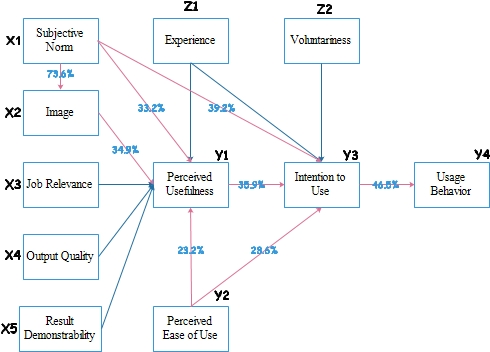 Z1
Z2
X1
Subjective
Norm
Experience
Voluntariness
73.6%
X2
Image
33.2%
39.2%
34.9%
Y1
Y3
Y4
X3
Job Relevance
Perceived
Usefulness
35.9%
Intention to
Use
46.5%
Usage
Behavior
X4
Output Quality
23.2%
28.6%
Y2
X5
Result
Demonstrability
Perceived
Ease of Use